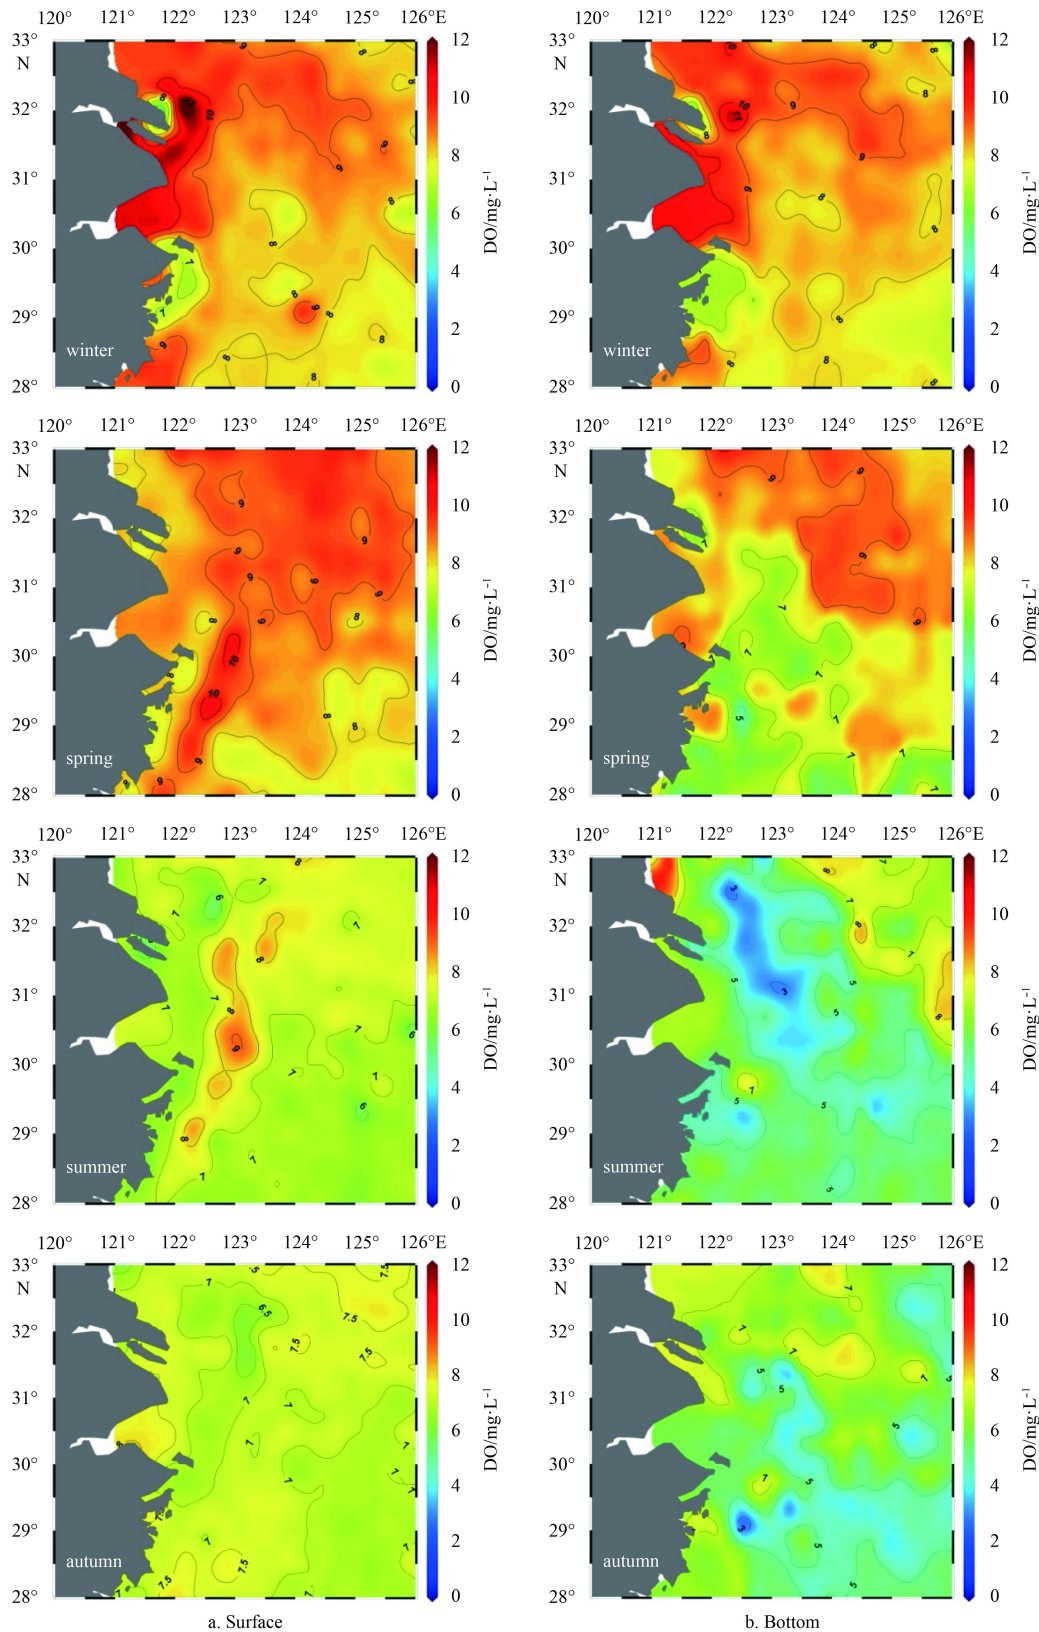 120° 121° 122° 123° 124° 125° 126°E 120° 121° 122° 123° 124° 125° 126°E
33° 12 33° 12
N N
32° 10 32° 10
8 8
31° 31°
6 DO/mg·L⁻¹ 6 DO/mg·L⁻¹
30° 30°
4 4
29° 29°
2 2
winter winter
28° 0 28° 0
120° 121° 122° 123° 124° 125° 126°E 120° 121° 122° 123° 124° 125° 126°E
33° 12 33° 12
N N
32° 10 32° 10
8 8
31° 31°
6 DO/mg·L⁻¹ 6 DO/mg·L⁻¹
30° 30°
4 4
29° 29°
2 2
spring spring
28° 0 28° 0
120° 121° 122° 123° 124° 125° 126°E 120° 121° 122° 123° 124° 125° 126°E
33° 12 33° 12
N N
32° 10 32° 10
8 8
31° 31°
6 DO/mg·L⁻¹ 6 DO/mg·L⁻¹
30° 30°
4 4
29° 29°
2 2
summer summer
28° 0 28° 0
120° 121° 122° 123° 124° 125° 126°E 120° 121° 122° 123° 124° 125° 126°E
33° 12 33° 12
N N
32° 10 32° 10
8 8
31° 31°
6 DO/mg·L⁻¹ 6 DO/mg·L⁻¹
30° 30°
4 4
29° 29°
2 2
autumn autumn
28° 0 28° 0
a. Surface b. Bottom